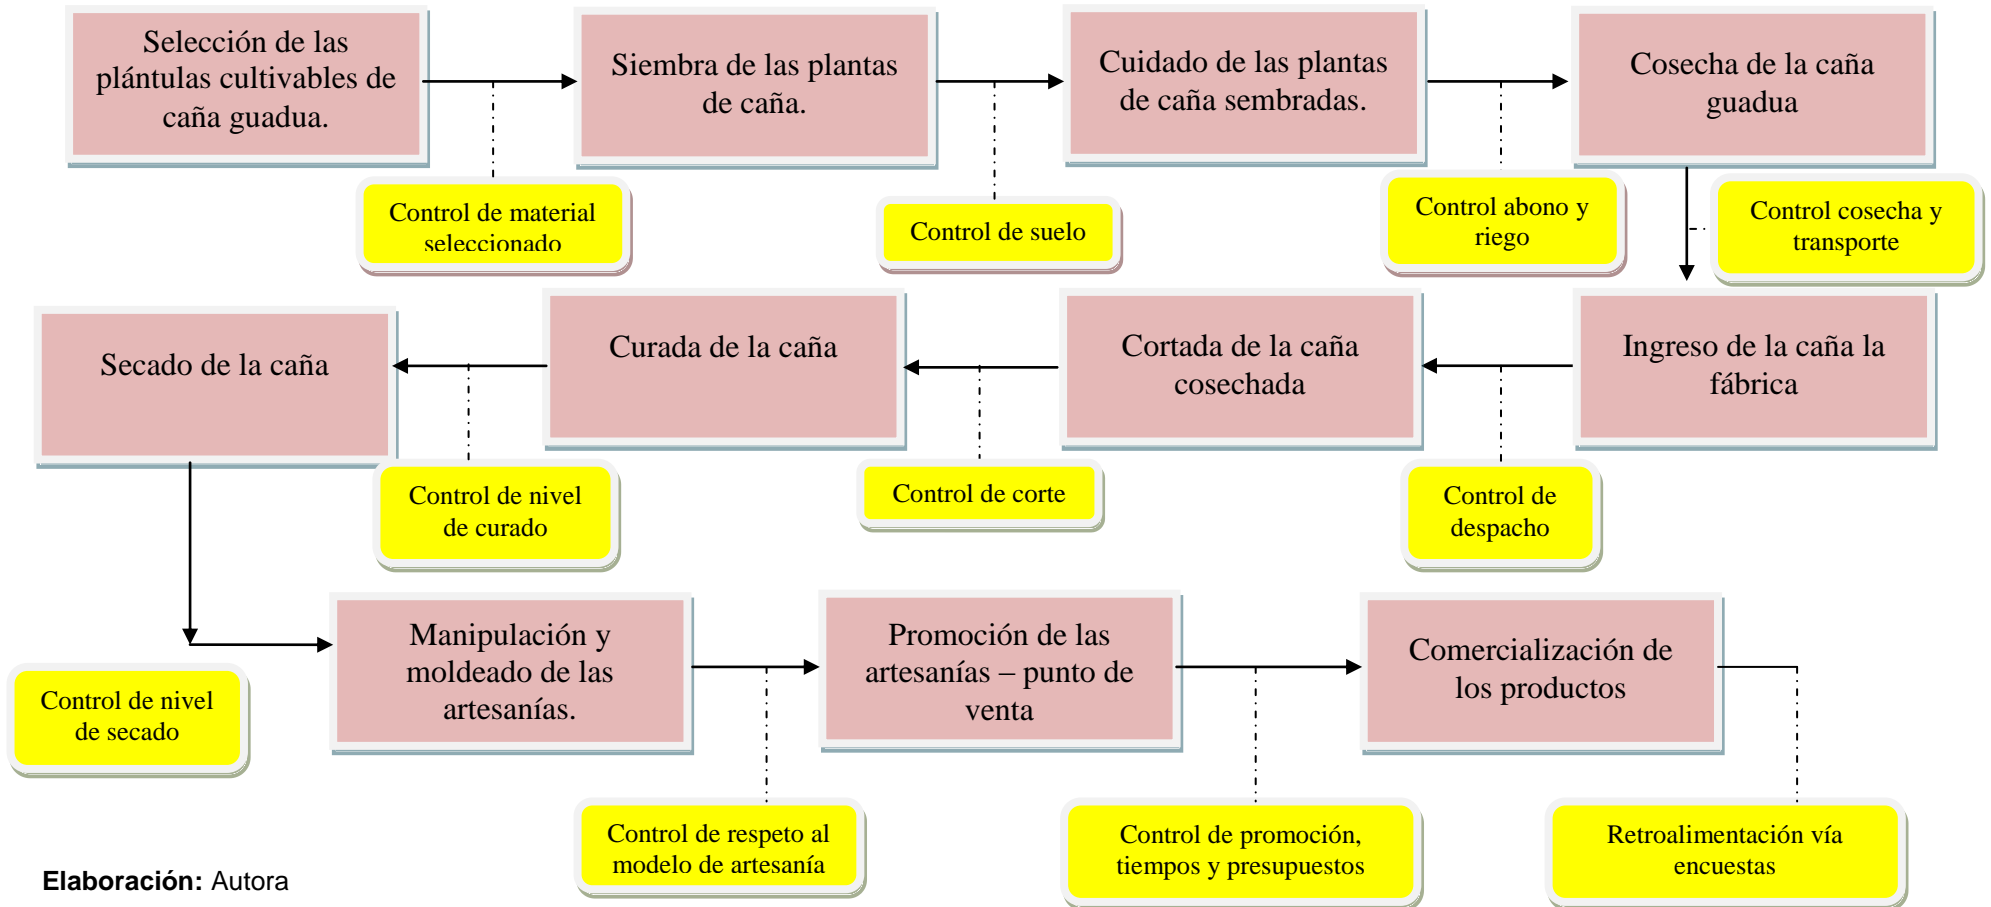 Selección de las
plántulas cultivables de
caña guadua.
Siembra de las plantas
de caña.
Cuidado de las plantas
de caña sembradas.
Cosecha de la caña
guadua
Control de material
seleccionado
Control de suelo
Control abono y
riego
Control cosecha y
transporte
Secado de la caña
Curada de la caña
Cortada de la caña
cosechada
Ingreso de la caña la
fábrica
Control de nivel
de curado
Control de corte
Control de
despacho
Manipulación y
moldeado de las
artesanías.
Promoción de las
artesanías – punto de
venta
Comercialización de
los productos
Control de nivel
de secado
Control de respeto al
modelo de artesanía
Control de promoción,
tiempos y presupuestos
Retroalimentación vía
encuestas
Elaboración: Autora